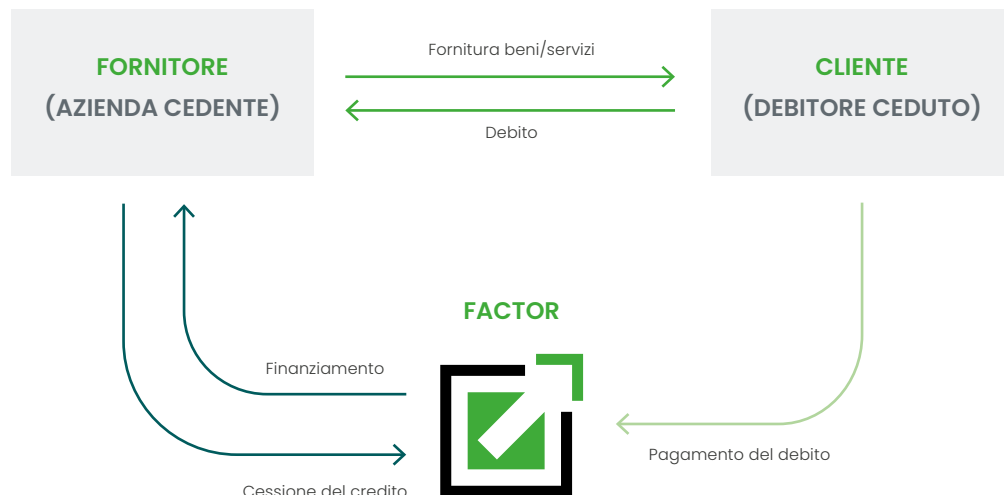 FORNITORE
(AZIENDA CEDENTE)
Fornitura beni/servizi
Debito
CLIENTE
(DEBITORE CEDUTO)
FACTOR
Finanziamento
Pagamento del debito
Cessione del credito